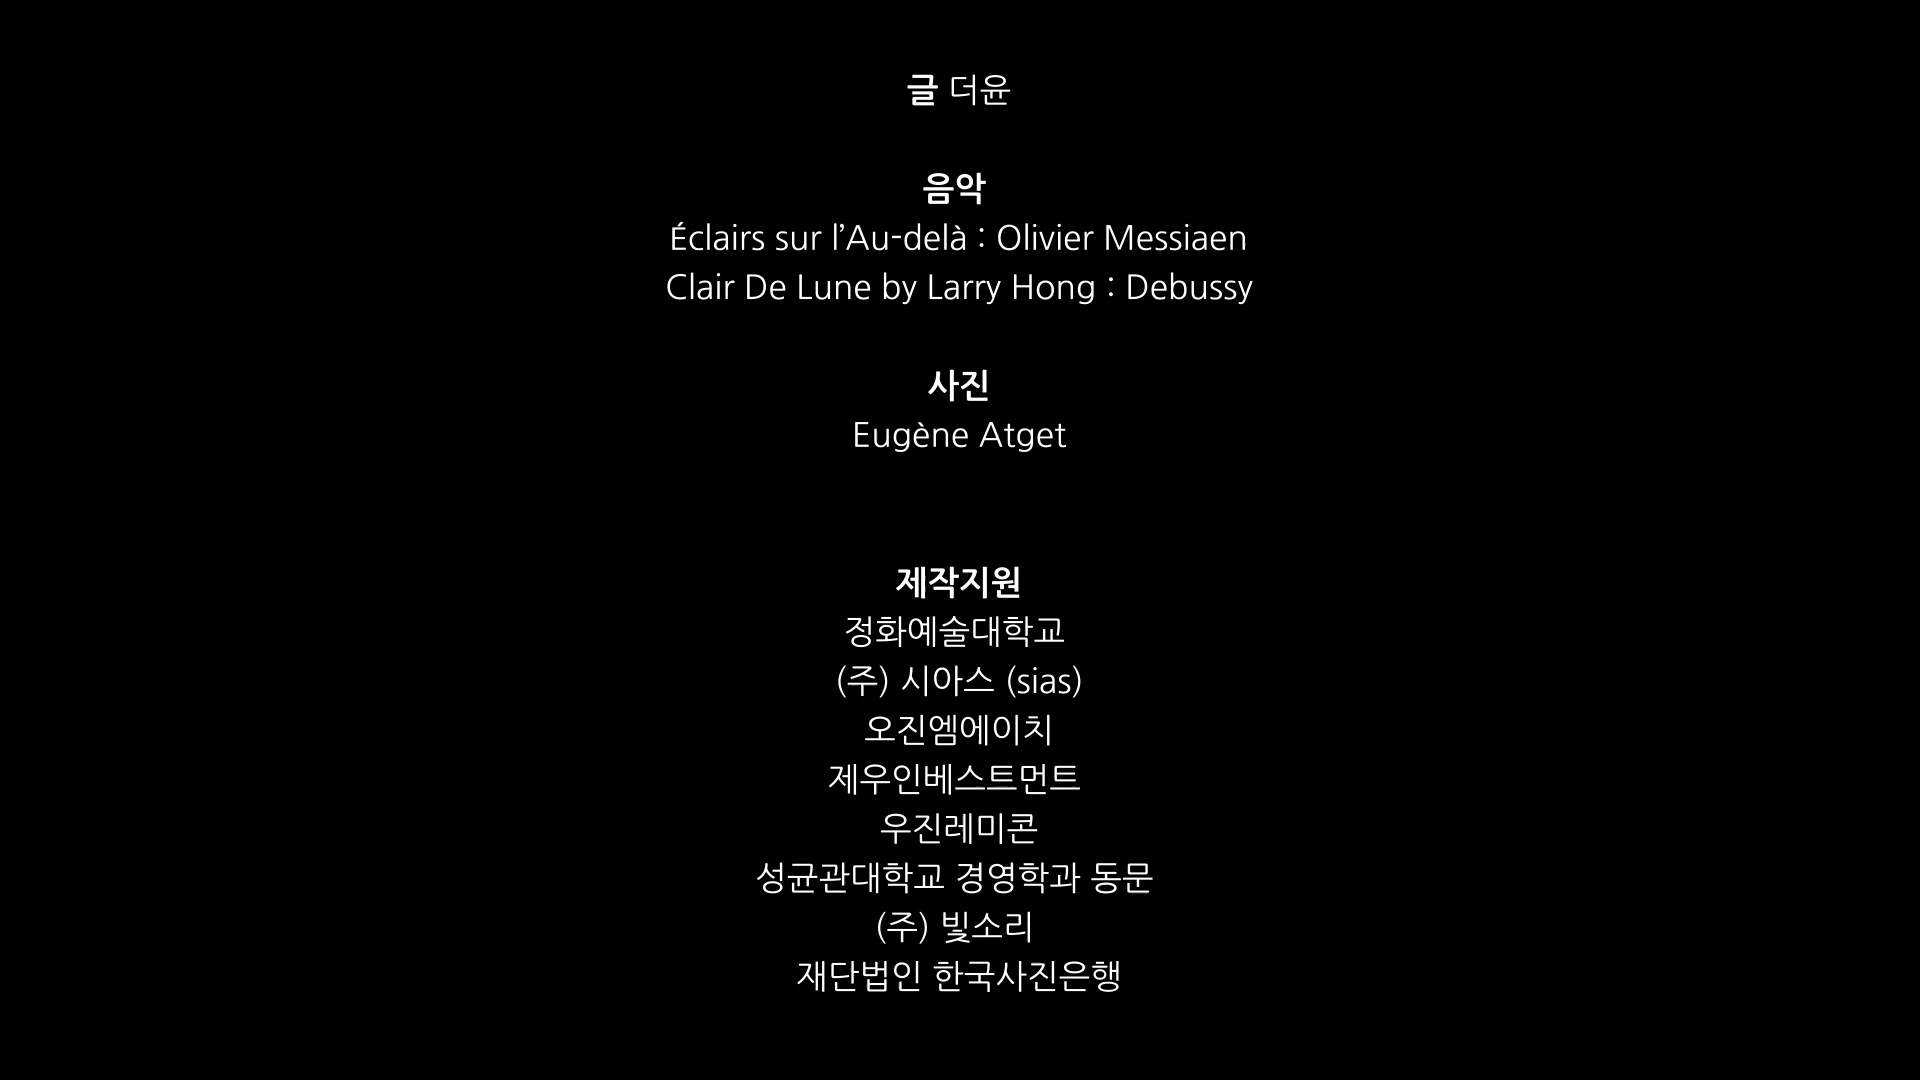 글 더윤
음악
Éclairs sur l’Au-delà : Olivier Messiaen
Clair De Lune by Larry Hong : Debussy
사진
Eugène Atget
제작지원
정화예술대학교
(주) 시아스 (sias)
오진엠에이치
제우인베스트먼트
우진레미콘
성균관대학교 경영학과 동문
(주) 빛소리
재단법인 한국사진은행